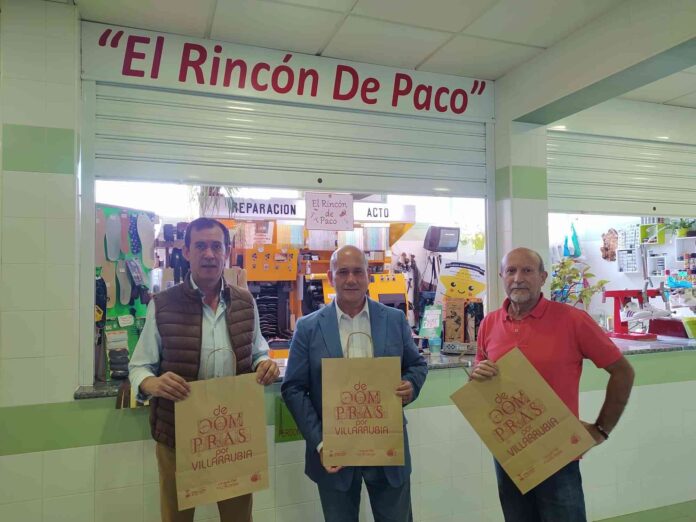 “El Rincón De Paco”
REPARACION
ACTO
El Rincón
de Paco
de
COM
PRAS
por
VILLARRUBIA
de
COM
PRAS
por
VILLARRUBIA
de
COM
PRAS
por
VILLARRUBIA